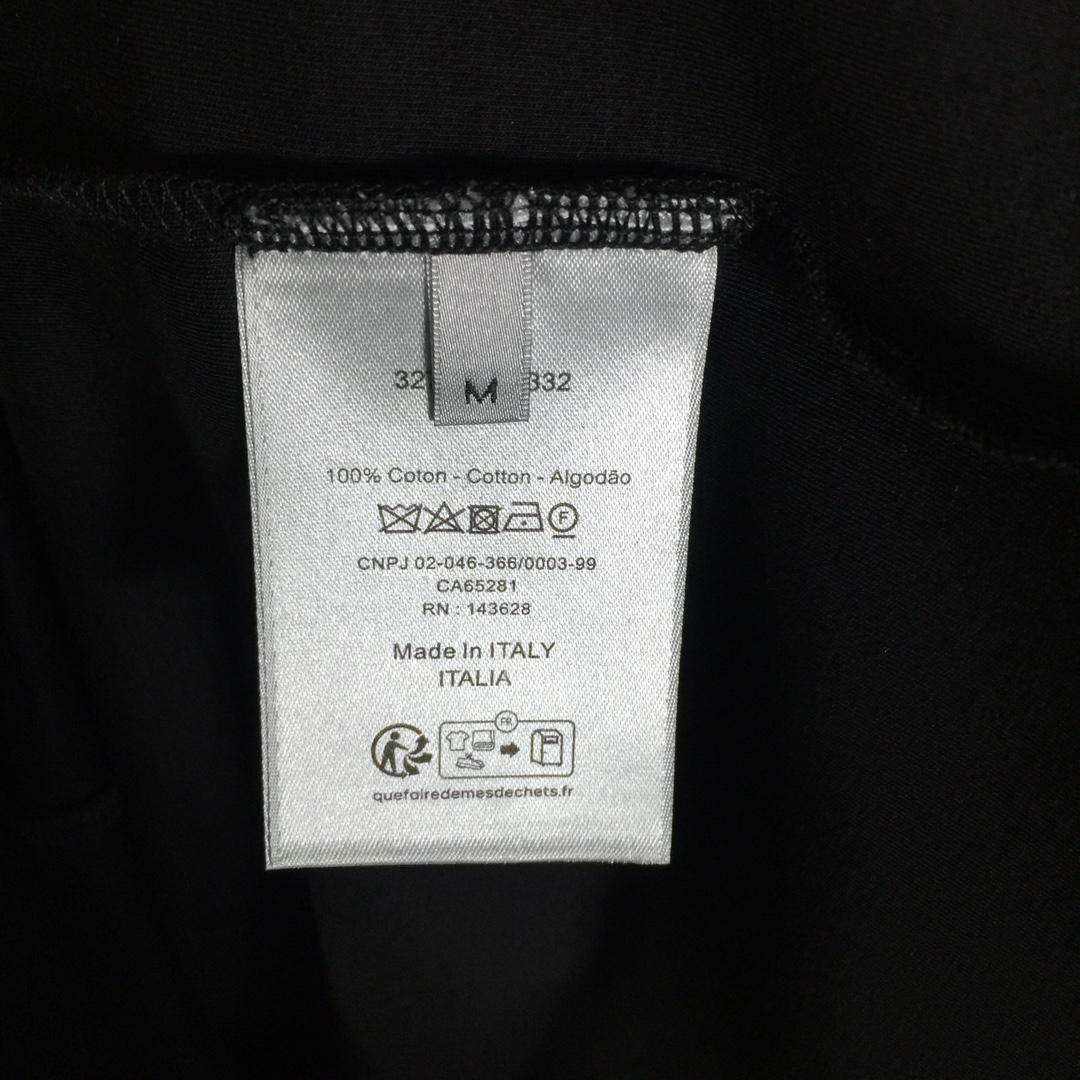 32 M 332
100% Coton - Cotton - Algodão
F
CNPJ 02-046-366/0003-99
CA65281
RN : 143628
Made In ITALY
ITALIA
FR
quefairedemesdechets.fr